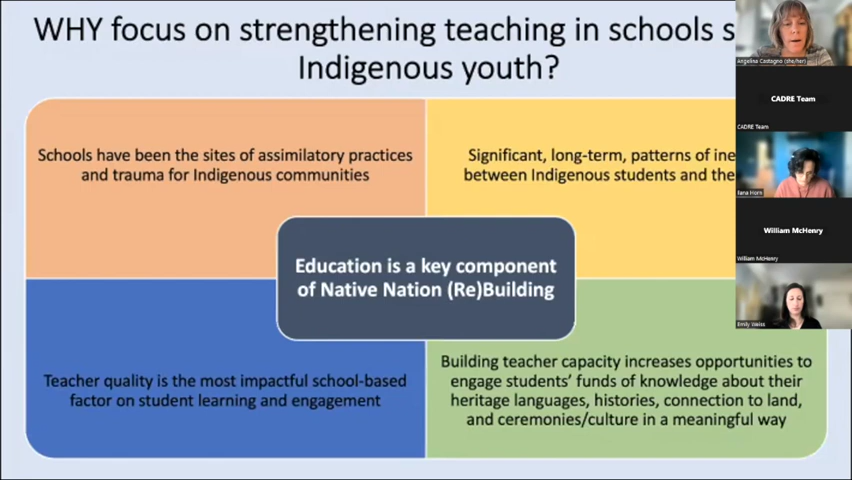 WHY focus on strengthening teaching in schools s
Indigenous youth?
Schools have been the sites of assimilatory practices
and trauma for Indigenous communities
Significant, long-term, patterns of ine
between Indigenous students and the
Education is a key component
of Native Nation (Re)Building
Teacher quality is the most impactful school-based
factor on student learning and engagement
Building teacher capacity increases opportunities to
engage students' funds of knowledge about their
heritage languages, histories, connection to land,
and ceremonies/culture in a meaningful way
Angelina Castagno (she/her)
CADRE Team
CADRE Team
Ilana Horn
William McHenry
William McHenry
Emily Weiss